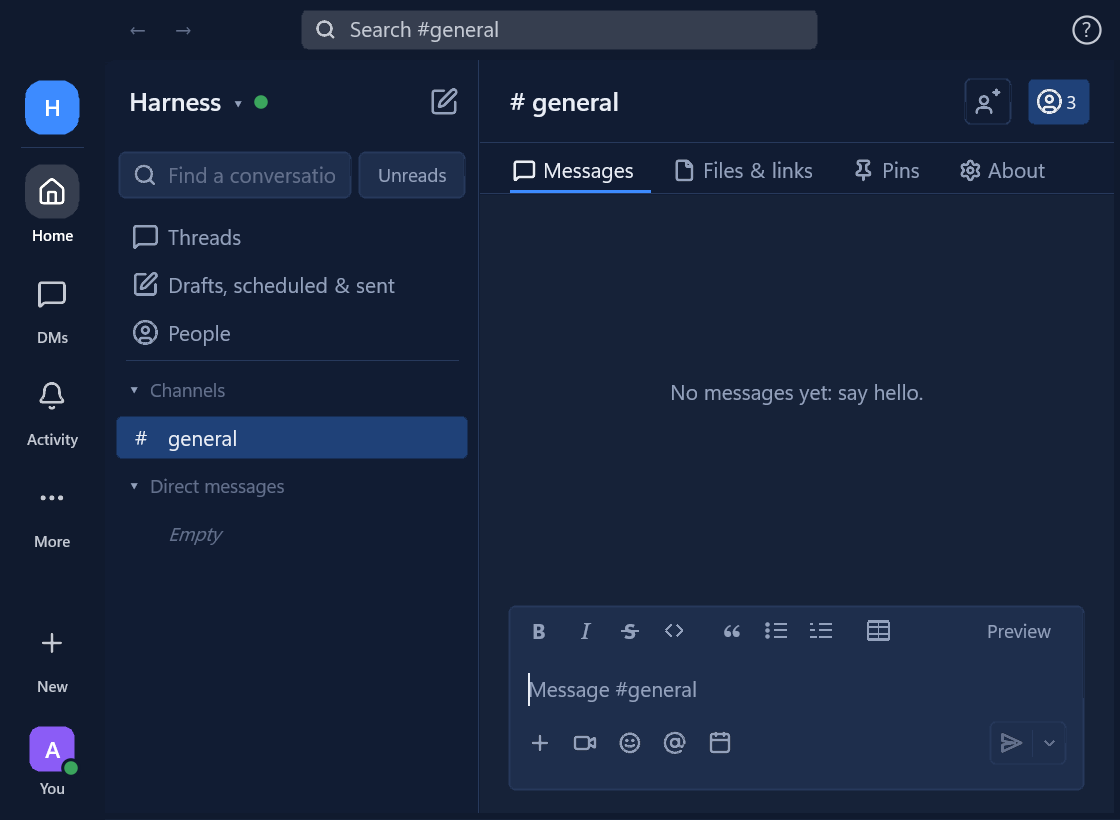 Search #general
H
Home
DMs
Activity
More
New
A
You
Harness
Find a conversatio
Unreads
Threads
Drafts, scheduled & sent
People
Channels
# general
Direct messages
Empty
# general
3
Messages
Files & links
Pins
About
No messages yet: say hello.
B I S
Preview
Message #general